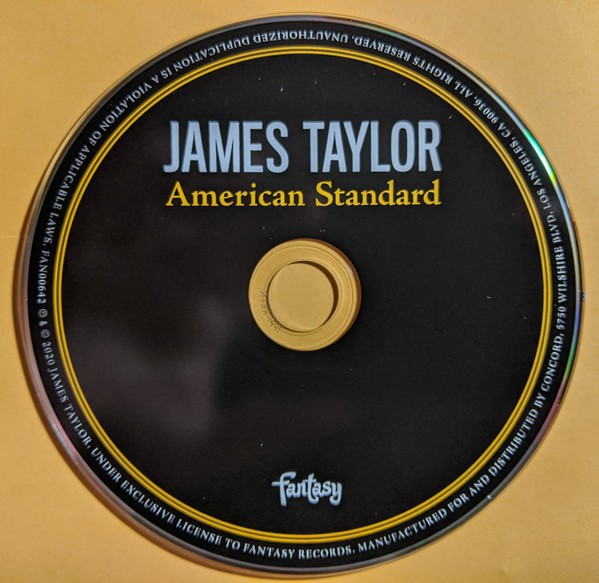 JAMES TAYLOR
American Standard
Fantasy
FAN00642 ℗ & © 2020 JAMES TAYLOR, UNDER EXCLUSIVE LICENSE TO FANTASY RECORDS, MANUFACTURED FOR AND DISTRIBUTED BY CONCORD, 5750 WILSHIRE BLVD, LOS ANGELES, CA 90036. ALL RIGHTS RESERVED. UNAUTHORIZED DUPLICATION IS A VIOLATION OF APPLICABLE LAWS.